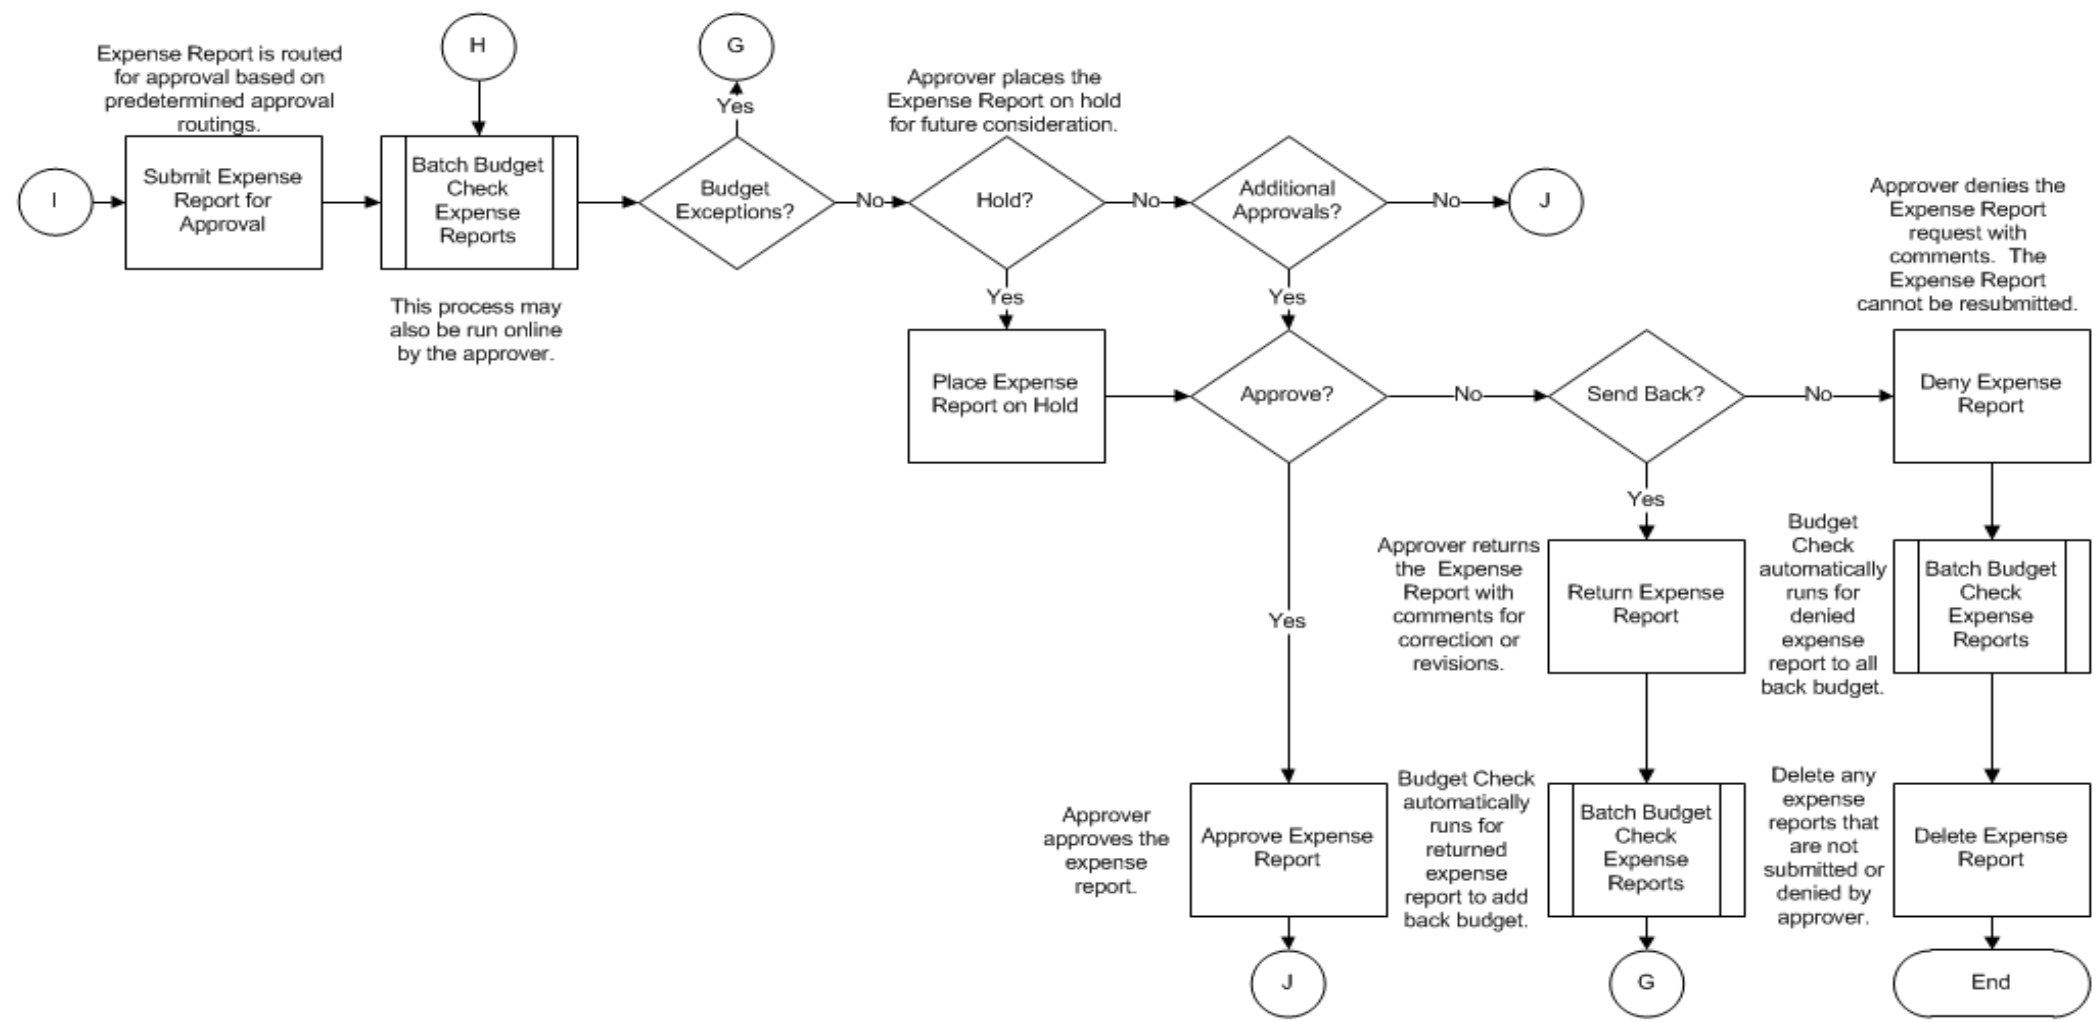 Expense Report is routed
for approval based on
predetermined approval
routings.
H
G
Yes
Approver places the
Expense Report on hold
for future consideration.
I
Submit Expense
Report for
Approval
Batch Budget
Check
Expense
Reports
This process may
also be run online
by the approver.
Budget
Exceptions?
No
Hold?
No
Additional
Approvals?
No
J
Yes
Yes
Approver denies the
Expense Report
request with
comments.  The
Expense Report
cannot be resubmitted.
Place Expense
Report on Hold
Approve?
No
Send Back?
No
Deny Expense
Report
Yes
Yes
Approver returns
the  Expense
Report with
comments for
correction or
revisions.
Return Expense
Report
Budget
Check
automatically
runs for
denied
expense
report to all
back budget.
Batch Budget
Check
Expense
Reports
Approver
approves the
expense
report.
Approve Expense
Report
Budget Check
automatically
runs for
returned
expense
report to add
back budget.
Batch Budget
Check
Expense
Reports
Delete any
expense
reports that
are not
submitted or
denied by
approver.
Delete Expense
Report
J
G
End